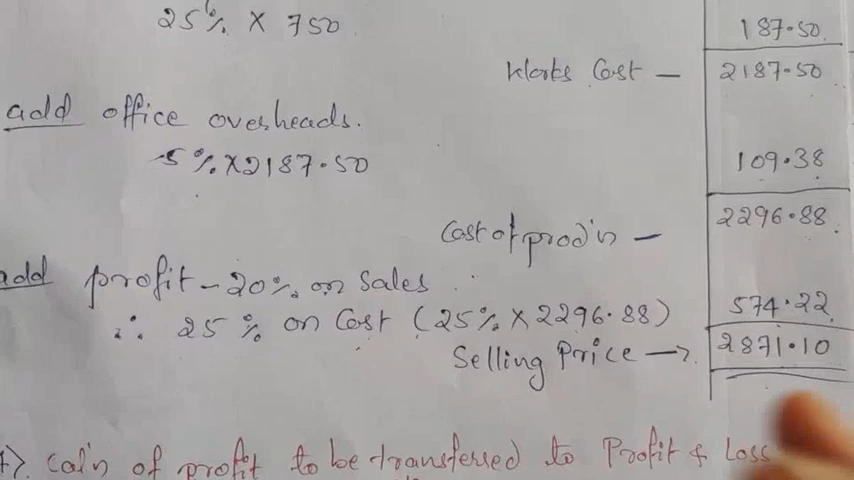 25% X 750
187.50
Works Cost — 2187.50
add office overheads.
5% X 2187.50
109.38
Cost of prod'n — 2296.88
add profit - 20% on Sales
∴ 25% on Cost (25% X 2296.88) 574.22
Selling Price → 2871.10
Cal'n of profit to be transferred to Profit & Loss